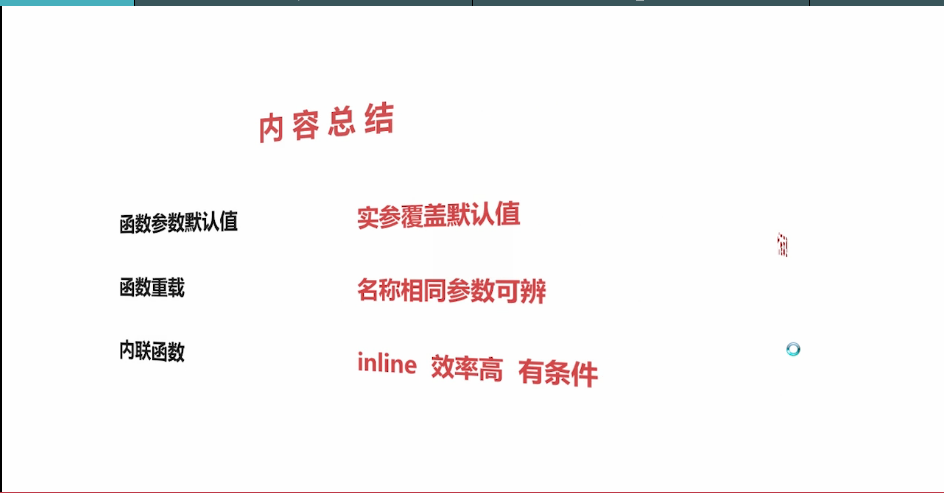 内容总结
函数参数默认值 实参覆盖默认值
函数重载 名称相同参数可辨
内联函数 inline 效率高 有条件